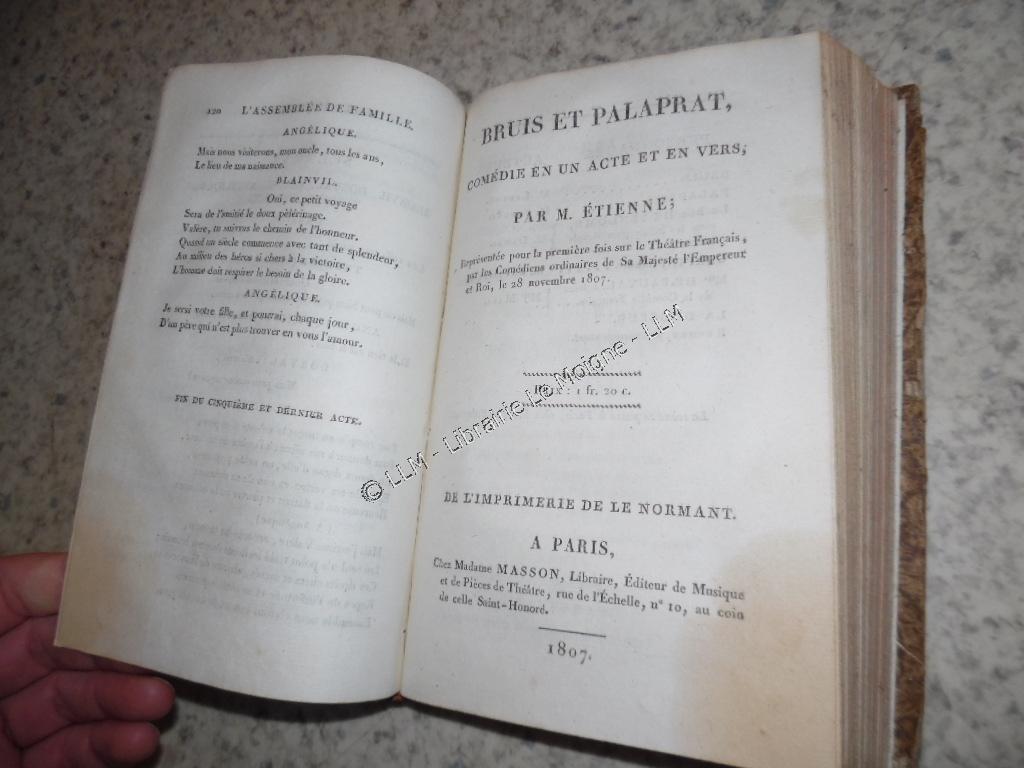 120 L'ASSEMBLÉE DE FAMILLE.
ANGÉLIQUE.
Mais nous visiterons, mon oncle, tous les ans,
Le lieu de ma naissance.
BLAINVIL.
Oui, ce petit voyage
Sera de l'amitié le doux pélerinage.
Valère, tu suivras le chemin de l'honneur.
Quand un siècle commence avec tant de splendeur,
Au milieu des héros si chers à la victoire,
L'homme doit respirer le besoin de la gloire.
ANGÉLIQUE.
Je serai votre fille, et pourrai, chaque jour,
D'un père qui n'est plus trouver en vous l'amour.
FIN DU CINQUIÈME ET DERNIER ACTE.
BRUIS ET PALAPRAT,
COMÉDIE EN UN ACTE ET EN VERS;
PAR M. ÉTIENNE;
Représentée pour la première fois sur le Théâtre Français,
par les Comédiens ordinaires de Sa Majesté l'Empereur
et Roi, le 28 novembre 1807.
PRIX : 1 fr. 20 c.
DE L'IMPRIMERIE DE LE NORMANT.
A PARIS,
Chez Madame MASSON, Libraire, Éditeur de Musique
et de Pièces de Théâtre, rue de l'Échelle, n° 10, au coin
de celle Saint-Honoré.
1807.
© LLM - Librairie Le Moigne - LLM